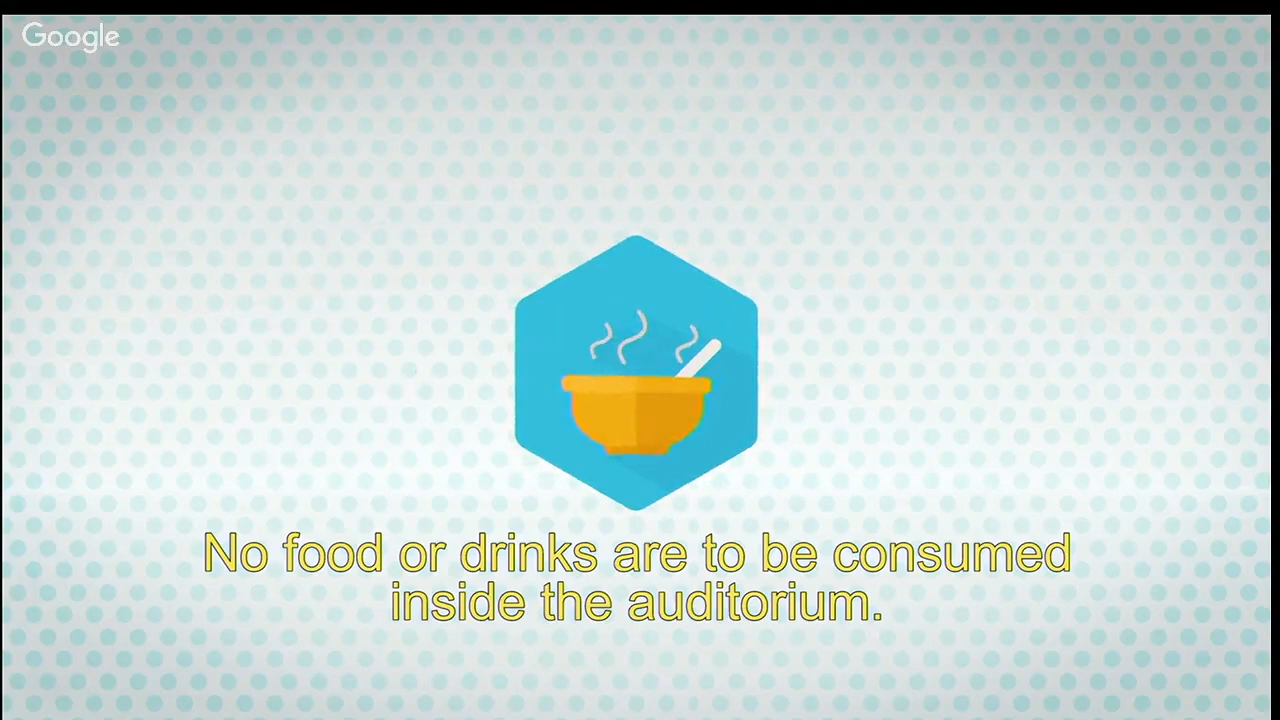 Google
No food or drinks are to be consumed
inside the auditorium.